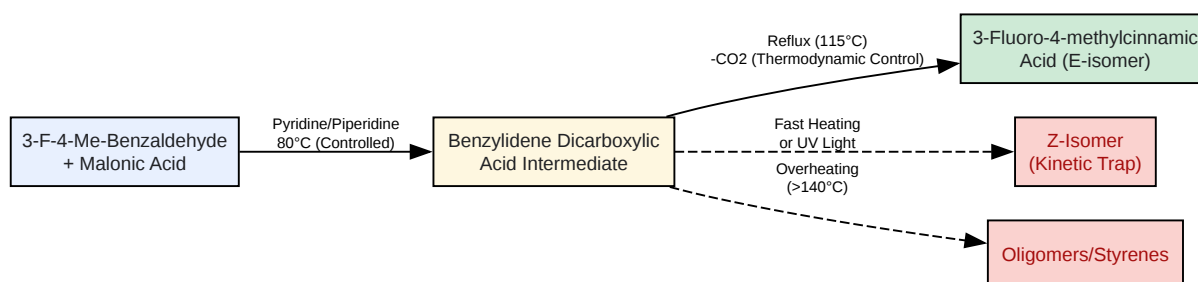 3-F-4-Me-Benzaldehyde
+ Malonic Acid
Pyridine/Piperidine
80°C (Controlled)
Benzylidene Dicarboxylic
Acid Intermediate
Reflux (115°C)
-CO2 (Thermodynamic Control)
3-Fluoro-4-methylcinnamic
Acid (E-isomer)
Fast Heating
or UV Light
Z-Isomer
(Kinetic Trap)
Overheating
(>140°C)
Oligomers/Styrenes